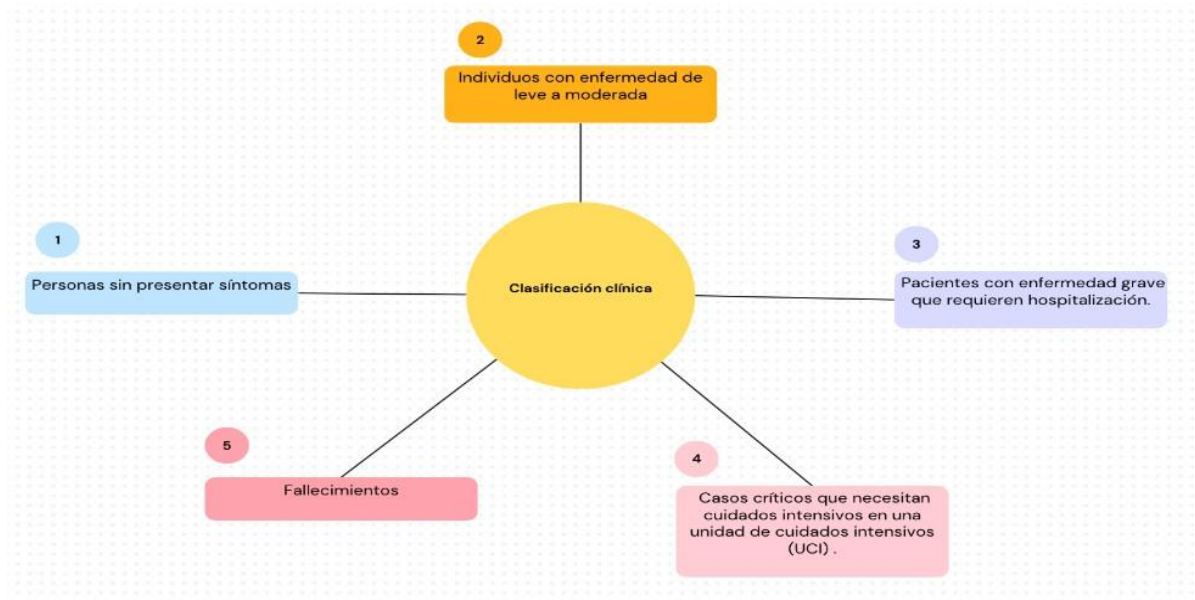 2
Individuos con enfermedad de
leve a moderada
1
Personas sin presentar síntomas
3
Pacientes con enfermedad grave
que requieren hospitalización.
Clasificación clínica
5
Fallecimientos
4
Casos críticos que necesitan
cuidados intensivos en una
unidad de cuidados intensivos
(UCI) .